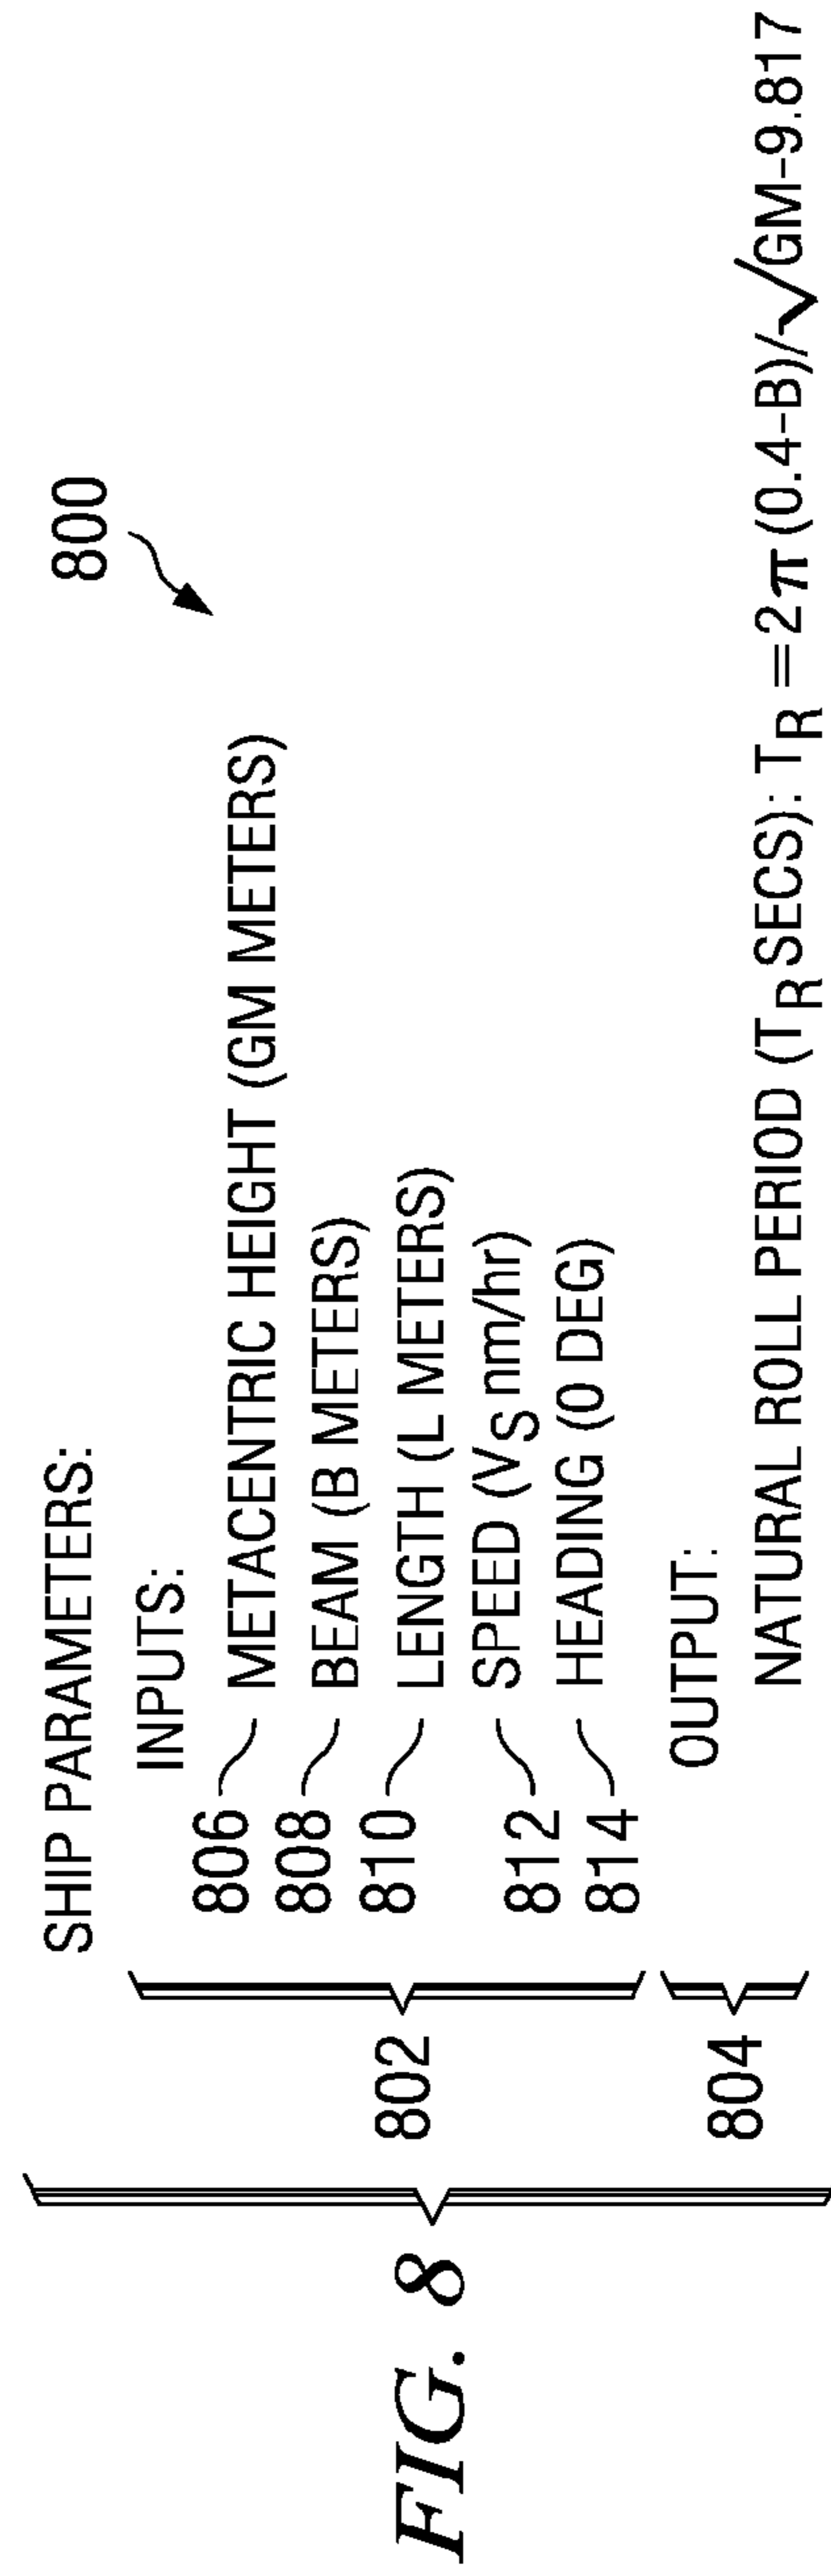 800
SHIP PARAMETERS:
INPUTS:
806 METACENTRIC HEIGHT (GM METERS)
808 BEAM (B METERS)
810 LENGTH (L METERS)
812 SPEED (VS nm/hr)
814 HEADING (0 DEG)
802
OUTPUT:
NATURAL ROLL PERIOD (TR SECS): TR = 2π(0.4-B)/√GM-9.817
804
FIG. 8